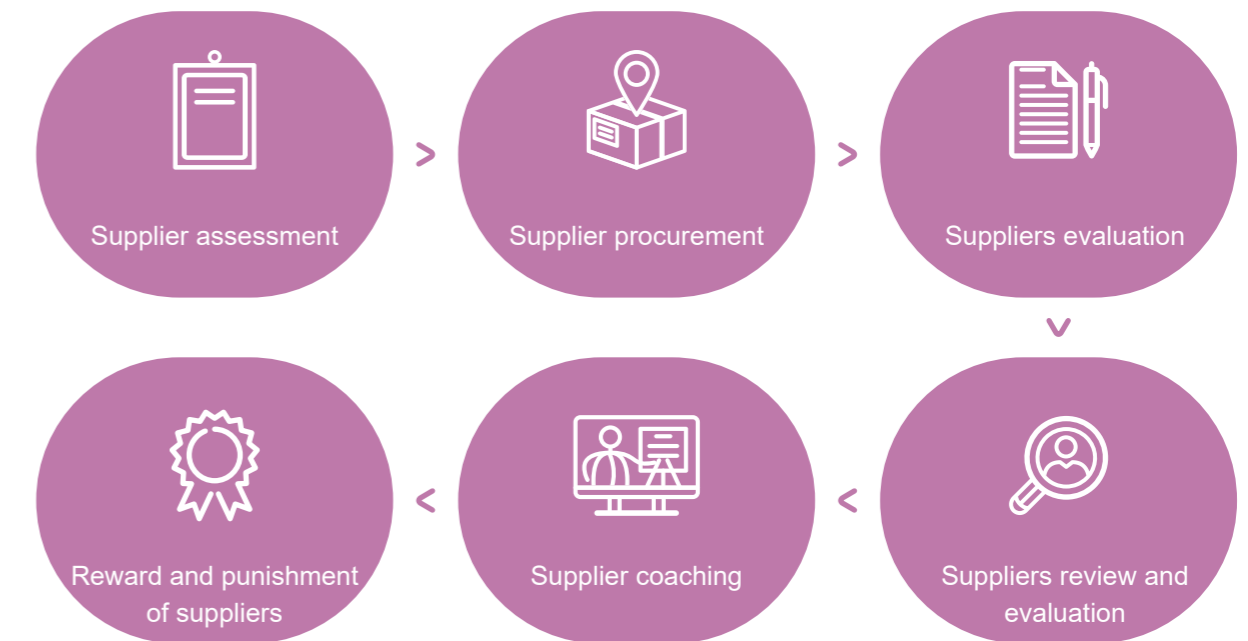 Supplier assessment
Supplier procurement
Suppliers evaluation
Suppliers review and
evaluation
Supplier coaching
Reward and punishment
of suppliers